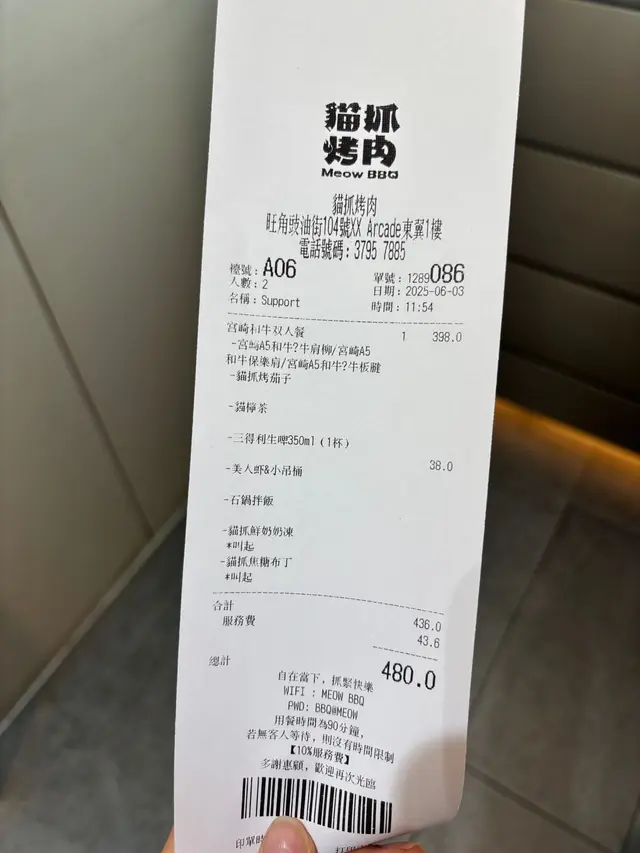 貓抓
烤肉
Meow BBQ
貓抓烤肉
旺角豉油街104號XX Arcade東翼1樓
電話號碼：3795 7885
檯號：A06
單號：1289086
人數：2
日期：2025-06-03
名稱：Support
時間：11:54
宮崎和牛双人餐 1 398.0
-宮崎A5和牛?牛肩柳/宮崎A5
和牛保樂肩/宮崎A5和牛?牛板腱
-貓抓烤茄子
-貓檸茶
-三得利生啤350ml（1杯）
-美人虾&小吊桶 38.0
-石鍋拌飯
-貓抓鮮奶奶凍
*叫起
-貓抓焦糖布丁
*叫起
合計 436.0
服務費 43.6
總計 480.0
自在當下，抓緊快樂
WIFI : MEOW BBQ
PWD: BBQ@MEOW
用餐時間為90分鐘，
若無客人等待，則沒有時間限制
【10%服務費】
多謝惠顧，歡迎再次光臨
印單時